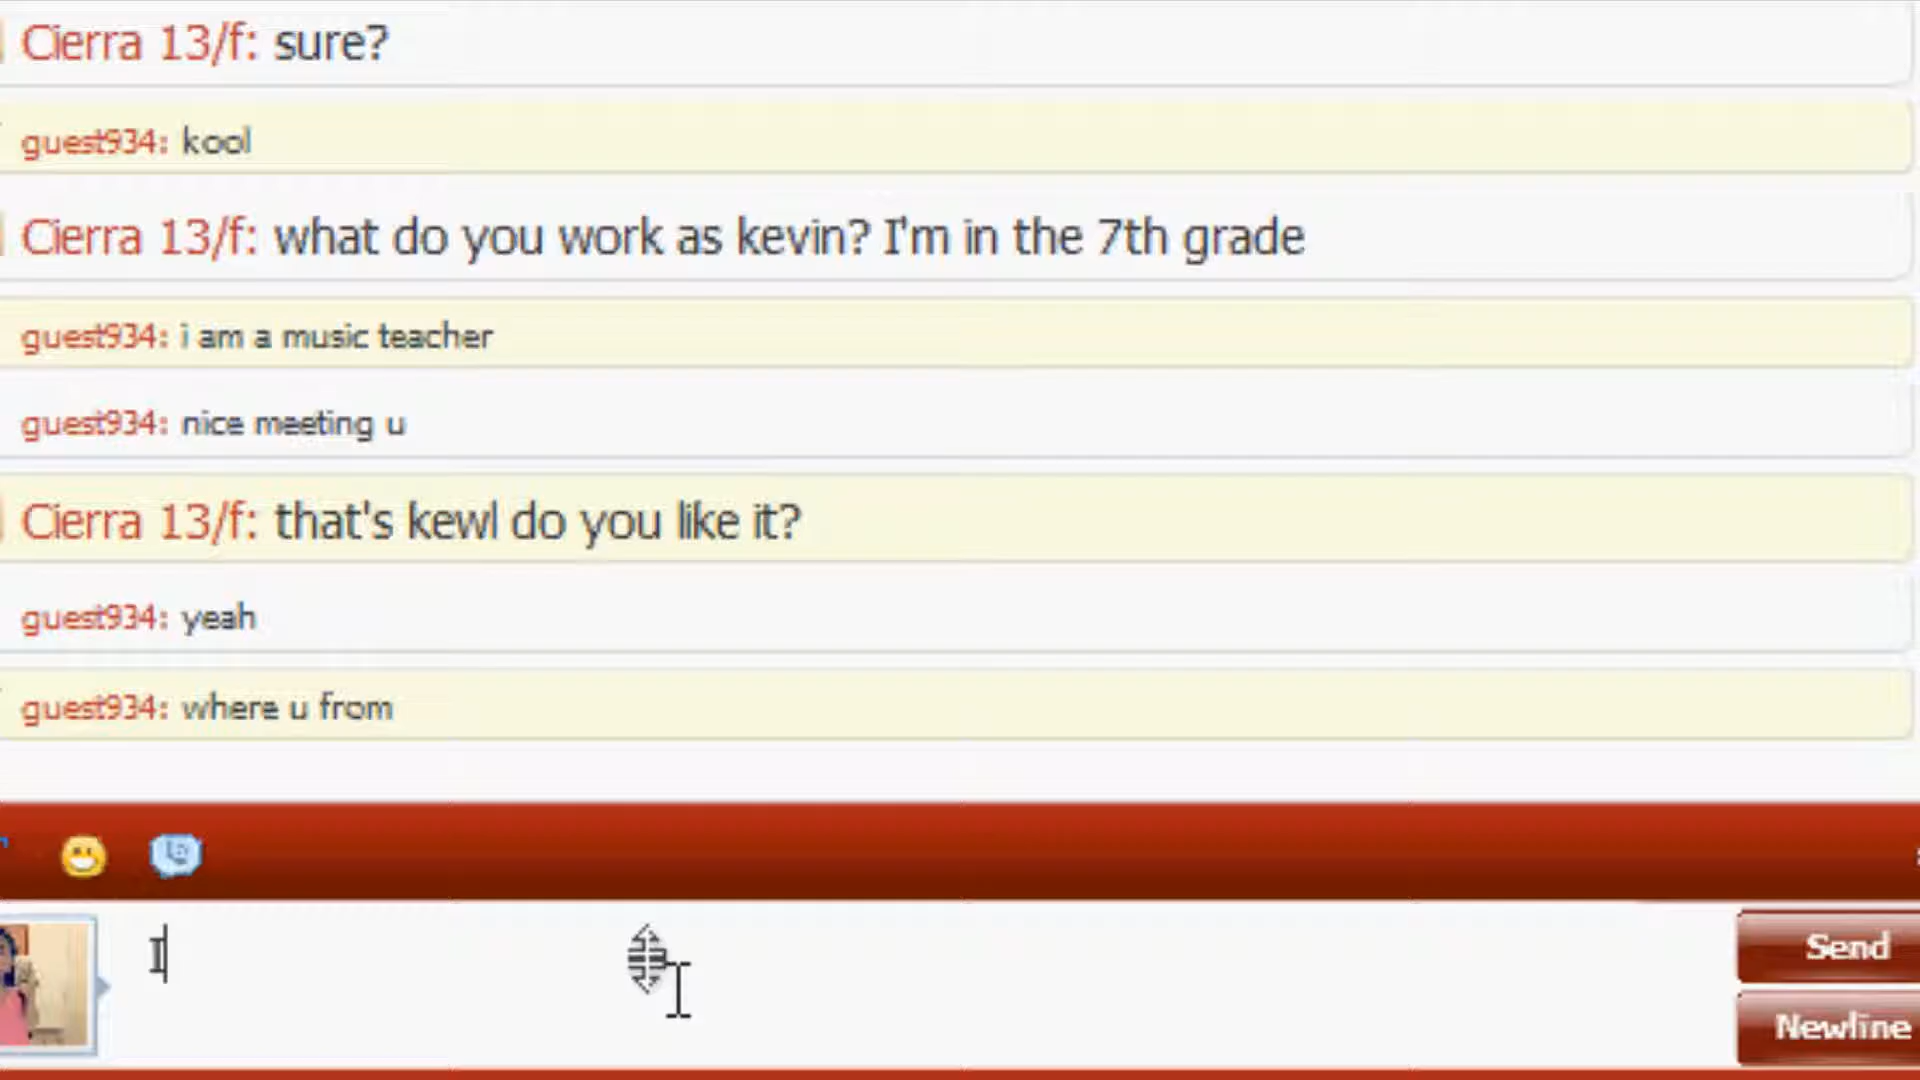 Cierra 13/f: sure?
guest934: kool
Cierra 13/f: what do you work as kevin? I'm in the 7th grade
guest934: i am a music teacher
guest934: nice meeting u
Cierra 13/f: that's kewl do you like it?
guest934: yeah
guest934: where u from
I
Send
Newline